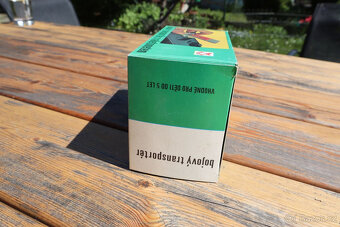 bojový transportér
VHODNÉ PRO DĚTI OD 5 LET